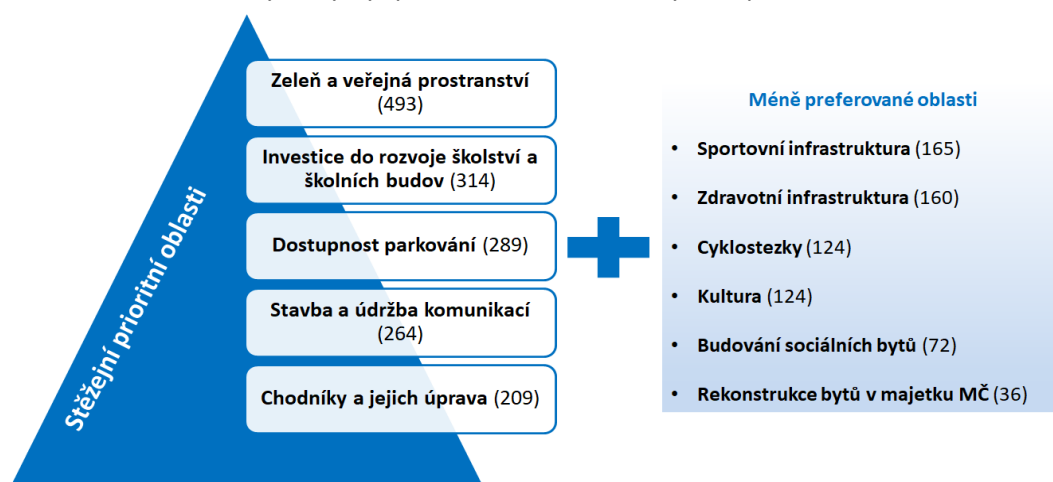 Stěžejní prioritní oblasti
Zeleň a veřejná prostranství
(493)
Investice do rozvoje školství a
školních budov (314)
Dostupnost parkování (289)
Stavba a údržba komunikací
(264)
Chodníky a jejich úprava (209)
Méně preferované oblasti
• Sportovní infrastruktura (165)
• Zdravotní infrastruktura (160)
• Cyklostezky (124)
• Kultura (124)
• Budování sociálních bytů (72)
• Rekonstrukce bytů v majetku MČ (36)